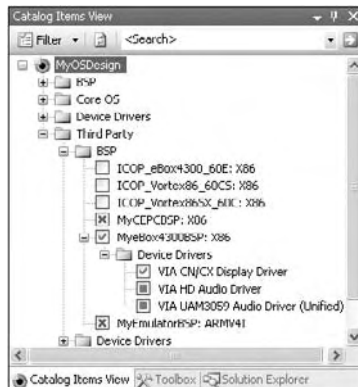 Catalog Items View
Filter <Search>
MyOSDesign
BSP
Core OS
Device Drivers
Third Party
BSP
ICOP_eBox4300_60E: X86
ICOP_Vortex86_60CS: X86
ICOP_Vortex86SX_60C: X86
MyCEPCBSP: X86
MyeBox4300BSP: X86
Device Drivers
VIA CN/CX Display Driver
VIA HD Audio Driver
VIA UAM3059 Audio Driver (Unified)
MyEmulatorBSP: ARMV4I
Device Drivers
Catalog Items View Toolbox Solution Explorer